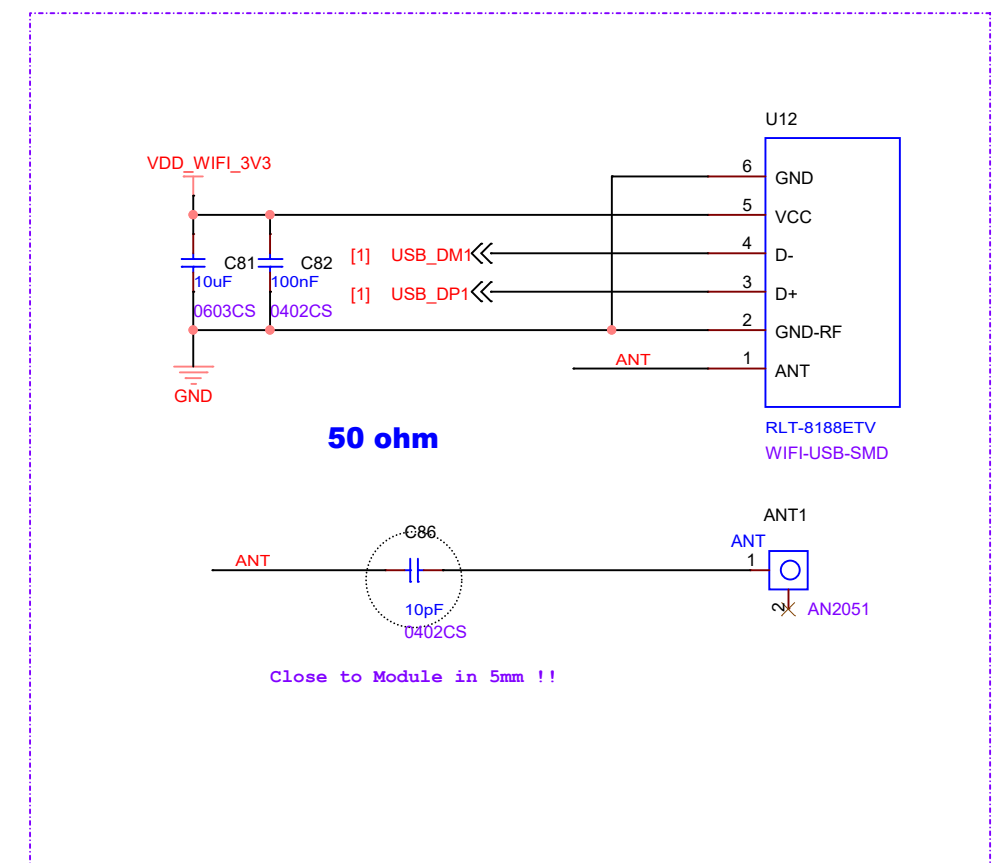 U12
VDD_WIFI_3V3
6 GND
5 VCC
[1] USB_DM1 4 D-
C81 C82
10uF 100nF
[1] USB_DP1 3 D+
0603CS 0402CS
2 GND-RF
ANT 1 ANT
GND
RLT-8188ETV
WIFI-USB-SMD
50 ohm
ANT1
C86
ANT
ANT 1
10pF
2 AN2051
0402CS
Close to Module in 5mm !!